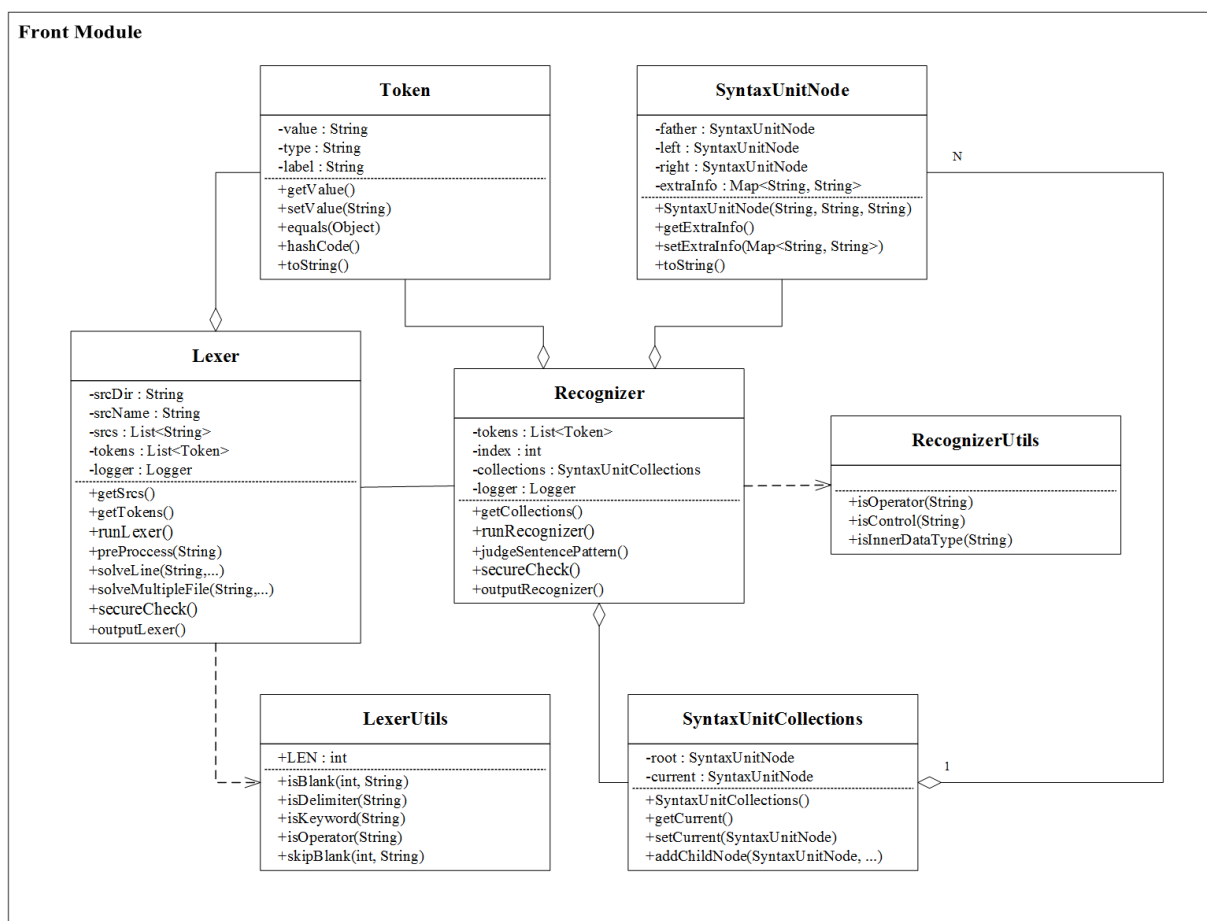 Front Module
Token
-value : String
-type : String
-label : String
+getValue()
+setValue(String)
+equals(Object)
+hashCode()
+toString()
SyntaxUnitNode
-father : SyntaxUnitNode
-left : SyntaxUnitNode
-right : SyntaxUnitNode
-extraInfo : Map<String, String>
+SyntaxUnitNode(String, String, String)
+getExtraInfo()
+setExtraInfo(Map<String, String>)
+toString()
N
Lexer
-srcDir : String
-srcName : String
-srcs : List<String>
-tokens : List<Token>
-logger : Logger
+getSrcs()
+getTokens()
+runLexer()
+preProccess(String)
+solveLine(String,...)
+solveMultipleFile(String,...)
+secureCheck()
+outputLexer()
Recognizer
-tokens : List<Token>
-index : int
-collections : SyntaxUnitCollections
-logger : Logger
+getCollections()
+runRecognizer()
+judgeSentencePattern()
+secureCheck()
+outputRecognizer()
RecognizerUtils
+isOperator(String)
+isControl(String)
+isInnerDataType(String)
LexerUtils
+LEN : int
+isBlank(int, String)
+isDelimiter(String)
+isKeyword(String)
+isOperator(String)
+skipBlank(int, String)
SyntaxUnitCollections
-root : SyntaxUnitNode
-current : SyntaxUnitNode
+SyntaxUnitCollections()
+getCurrent()
+setCurrent(SyntaxUnitNode)
+addChildNode(SyntaxUnitNode, ...)
1